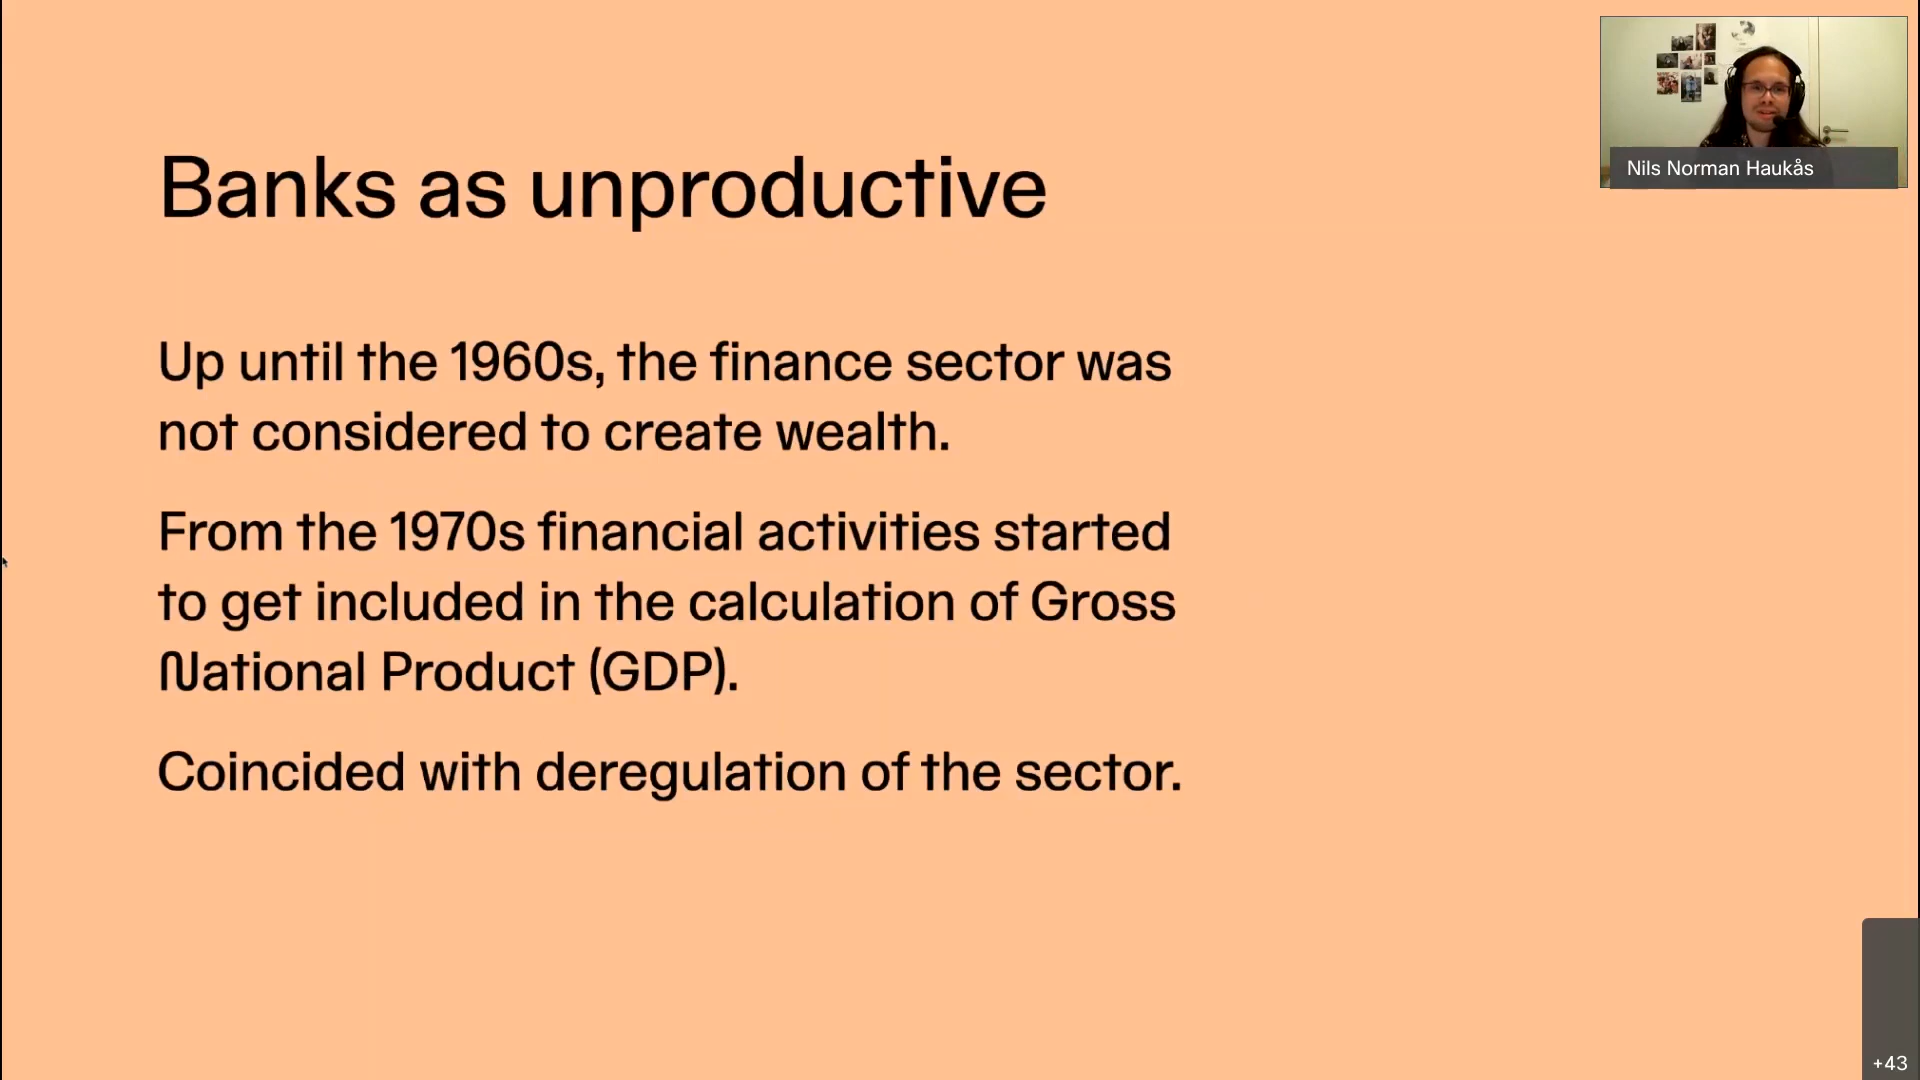 Banks as unproductive
Up until the 1960s, the finance sector was
not considered to create wealth.
From the 1970s financial activities started
to get included in the calculation of Gross
National Product (GDP).
Coincided with deregulation of the sector.
Nils Norman Haukås
+43